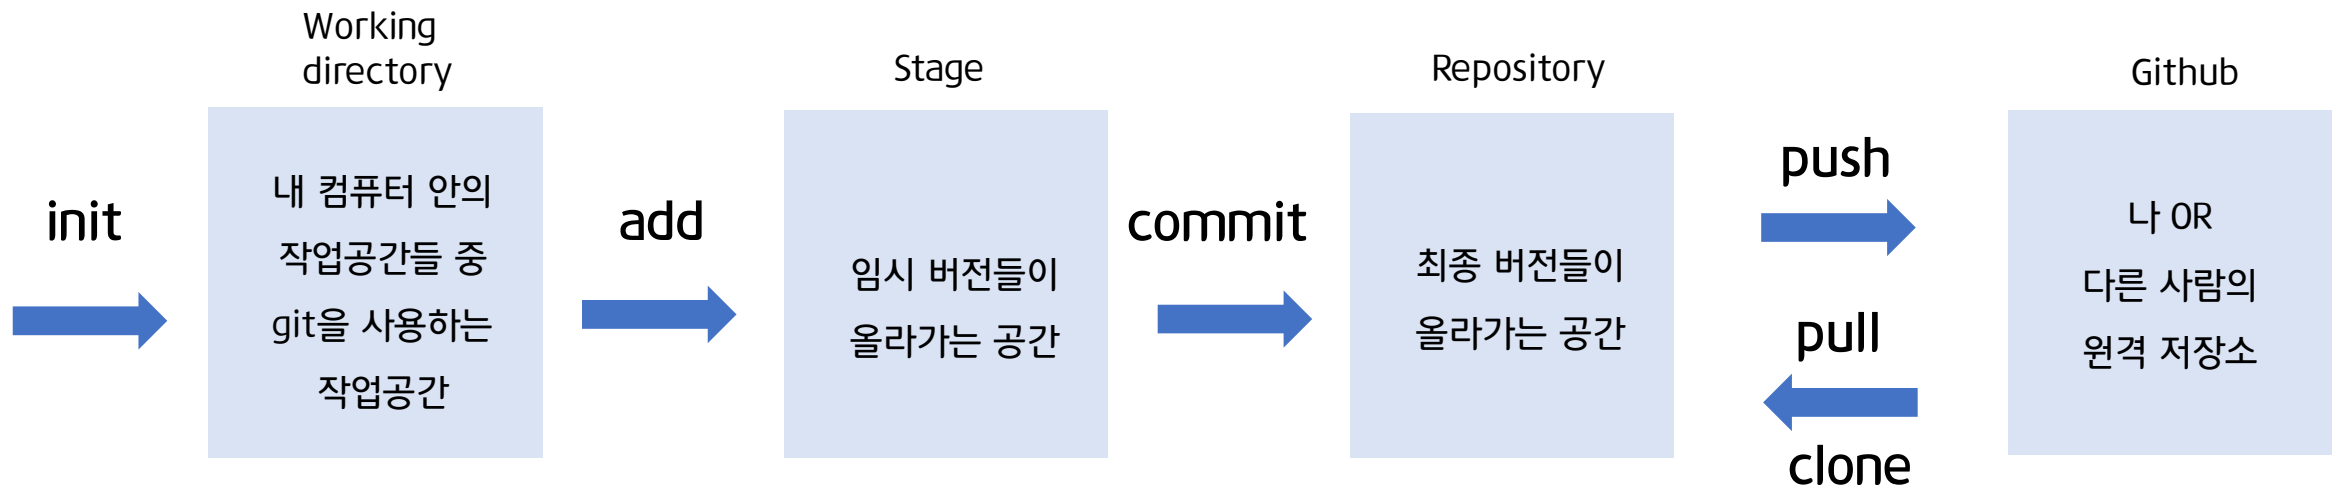 init
Working
directory
내 컴퓨터 안의
작업공간들 중
git을 사용하는
작업공간
add
Stage
임시 버전들이
올라가는 공간
commit
Repository
최종 버전들이
올라가는 공간
push
pull
clone
Github
나 OR
다른 사람의
원격 저장소